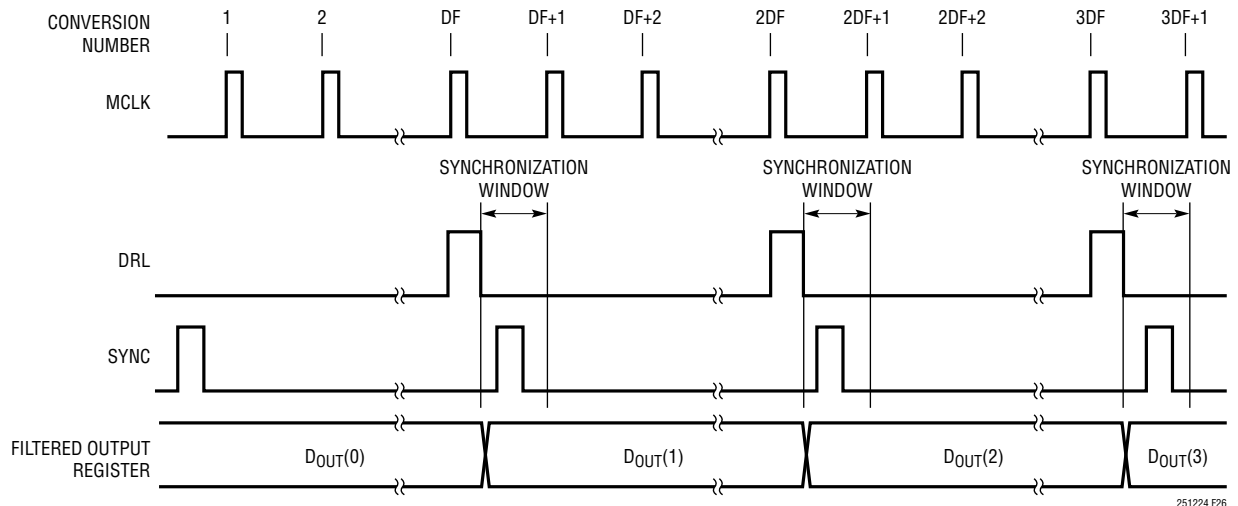 CONVERSION
NUMBER
1 2 DF DF+1 DF+2 2DF 2DF+1 2DF+2 3DF 3DF+1
MCLK
SYNCHRONIZATION
WINDOW
SYNCHRONIZATION
WINDOW
SYNCHRONIZATION
WINDOW
DRL
SYNC
FILTERED OUTPUT
REGISTER
DOUT(0) DOUT(1) DOUT(2) DOUT(3)
251224 F26